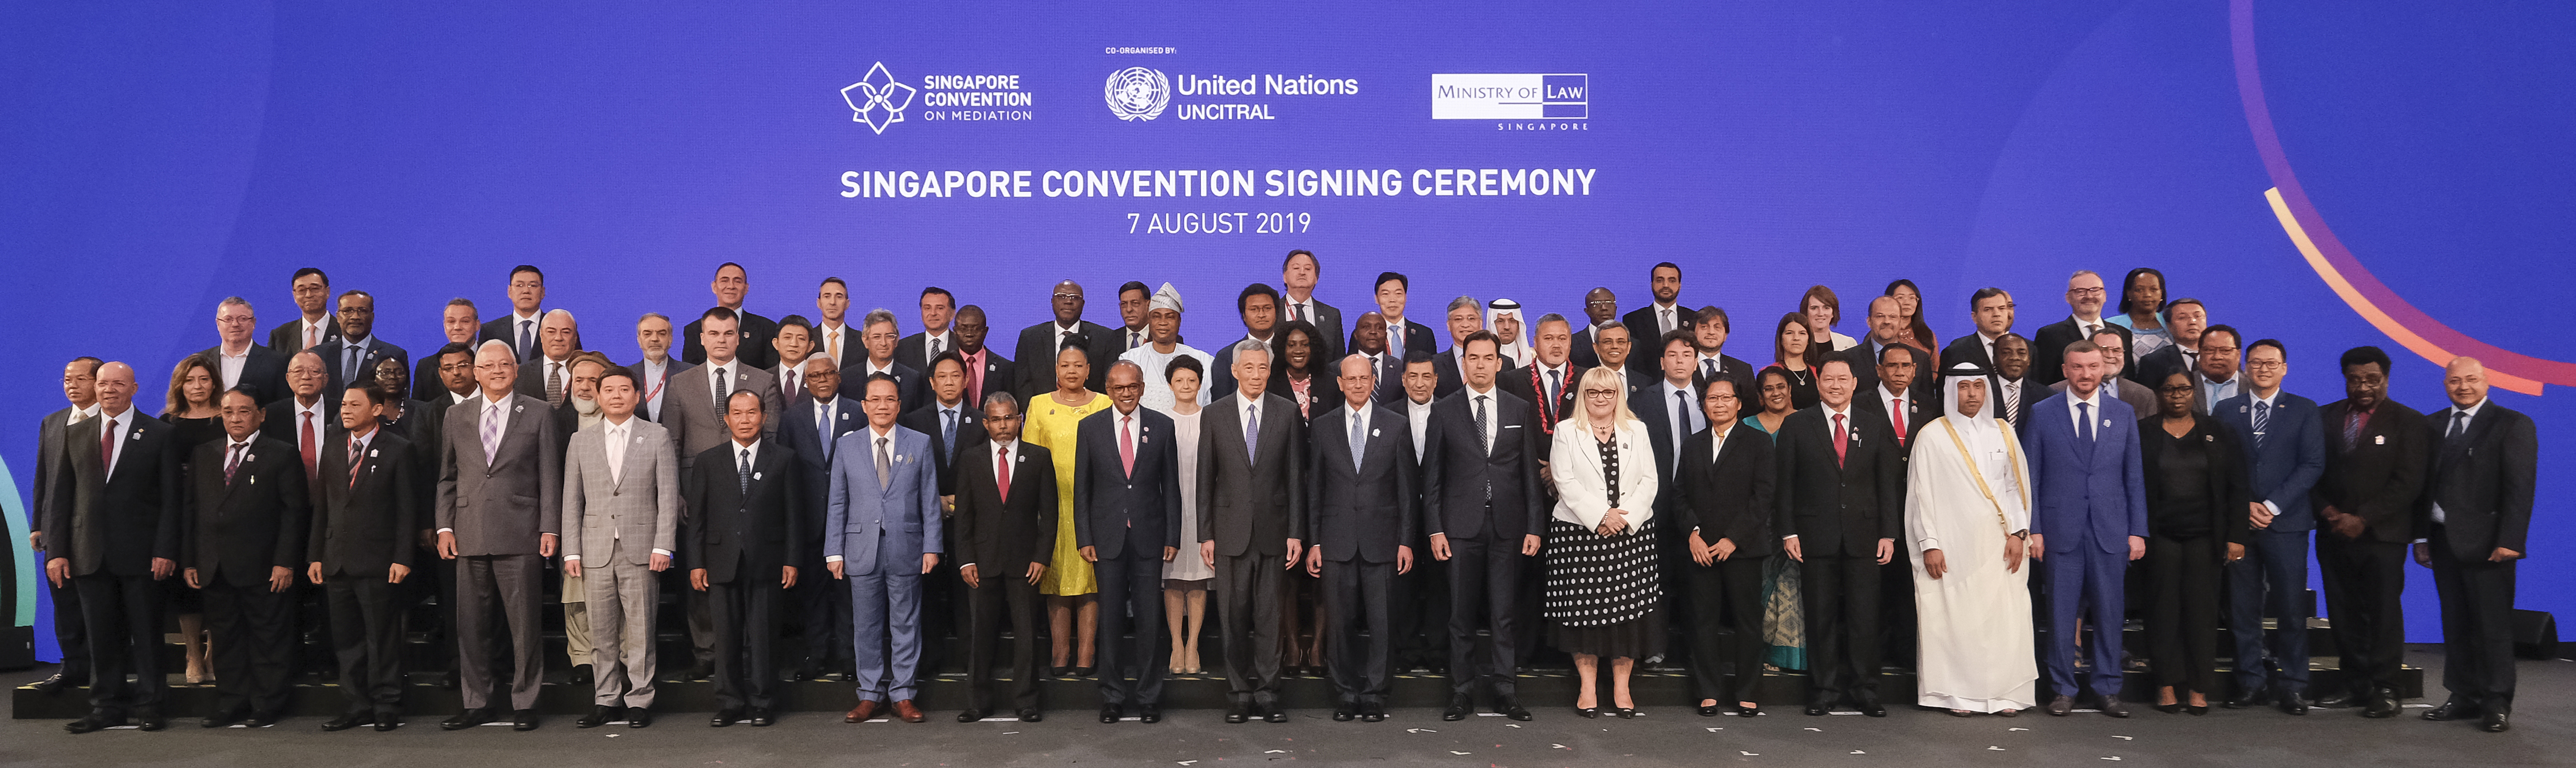 CO-ORGANISED BY:
SINGAPORE
CONVENTION
ON MEDIATION
United Nations
UNCITRAL
MINISTRY OF LAW
SINGAPORE
SINGAPORE CONVENTION SIGNING CEREMONY
7 AUGUST 2019